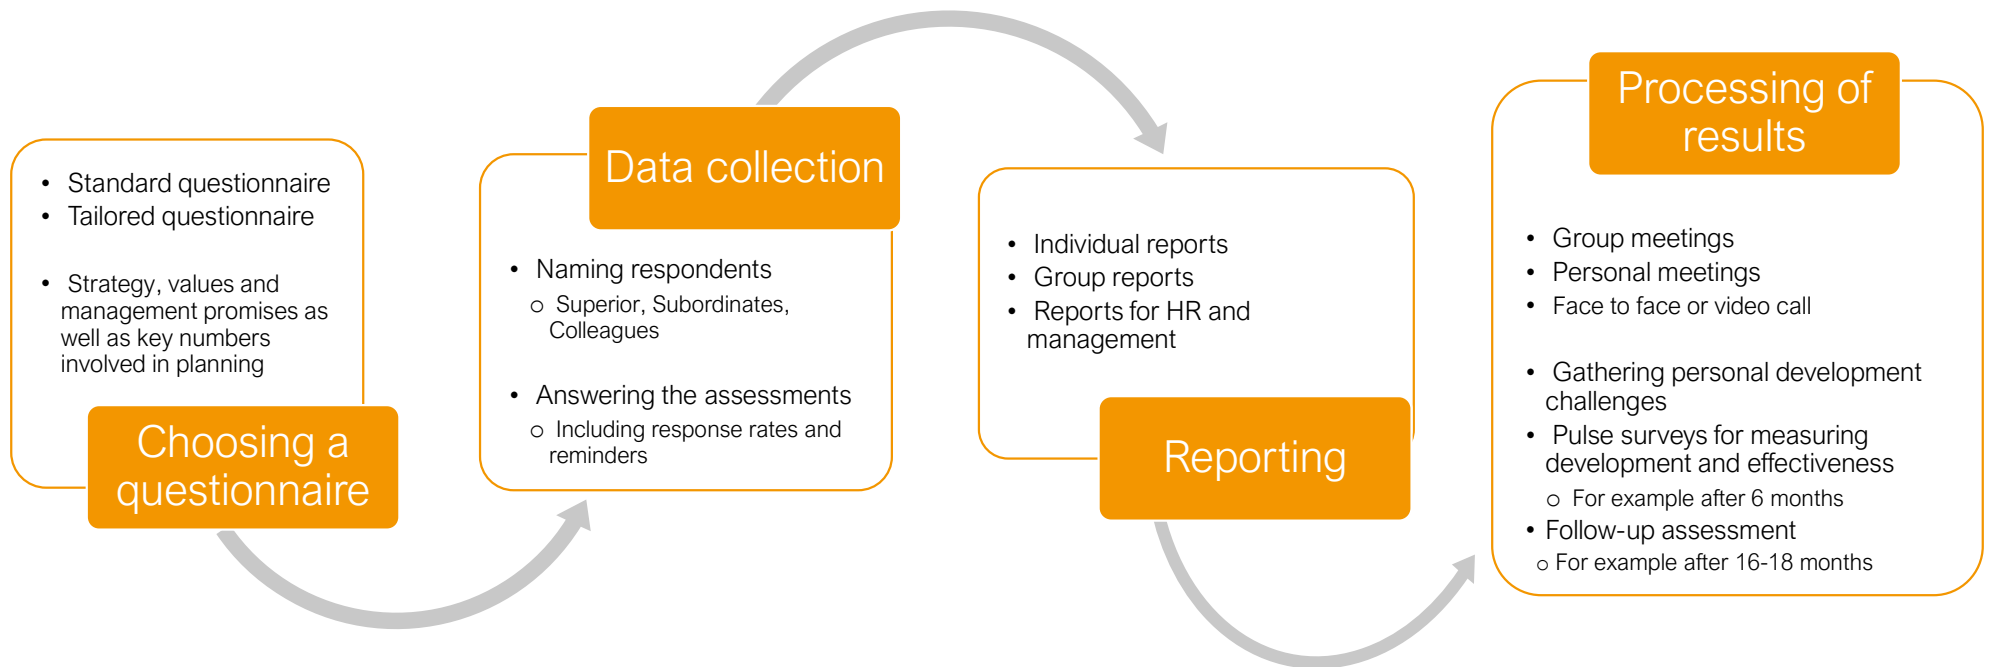 • Standard questionnaire
• Tailored questionnaire
• Strategy, values and
management promises as
well as key numbers
involved in planning
Choosing a
questionnaire
Data collection
• Naming respondents
o Superior, Subordinates,
Colleagues
• Answering the assessments
o Including response rates and
reminders
• Individual reports
• Group reports
• Reports for HR and
management
Reporting
Processing of
results
• Group meetings
• Personal meetings
• Face to face or video call
• Gathering personal development
challenges
• Pulse surveys for measuring
development and effectiveness
o For example after 6 months
• Follow-up assessment
o For example after 16-18 months